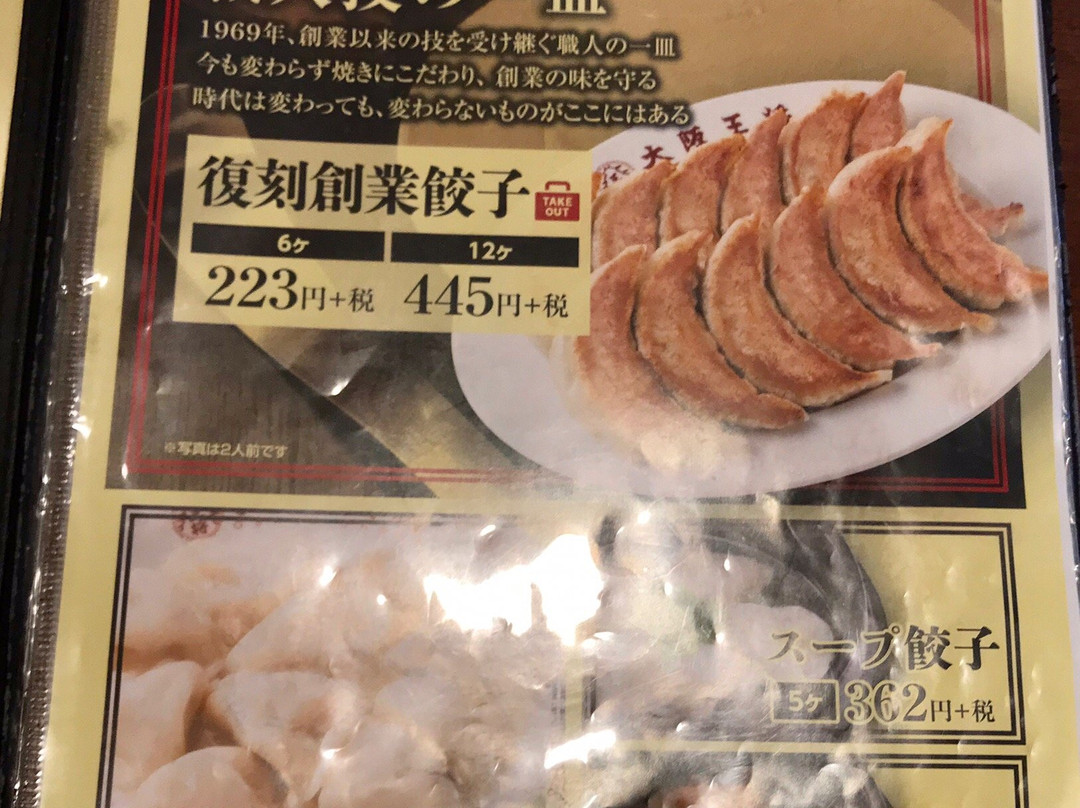 1969年、創業以来の技を受け継ぐ職人の一皿
今も変わらず焼きにこだわり、創業の味を守る
時代は変わっても、変わらないものがここにはある
大阪王将
復刻創業餃子
TAKE
OUT
6ヶ 12ヶ
223円+税 445円+税
※写真は2人前です
スープ餃子
5ヶ 362円+税